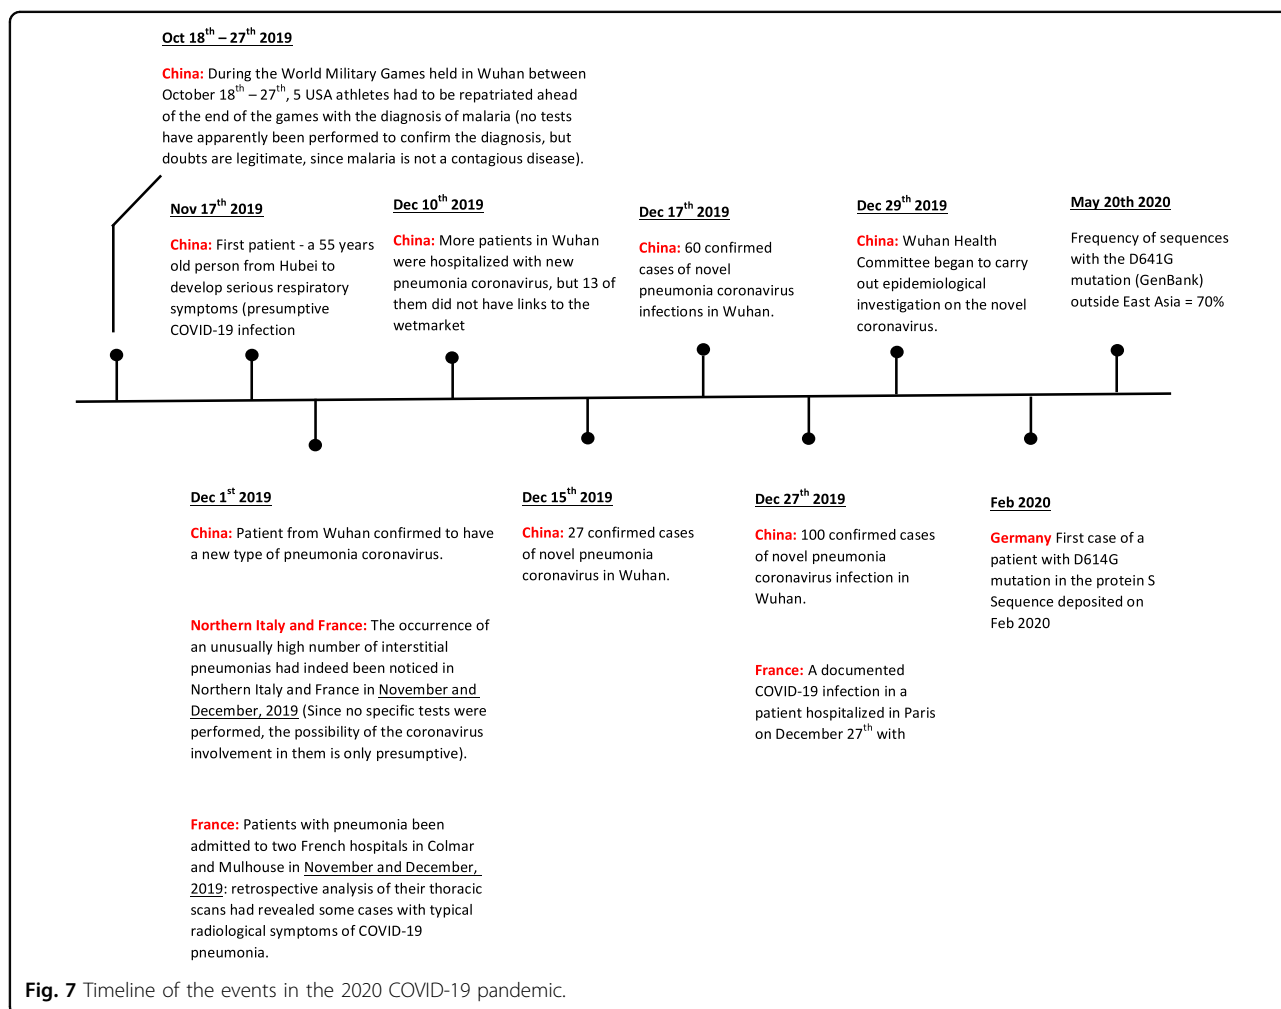 Oct 18th – 27th 2019
China: During the World Military Games held in Wuhan between
October 18th – 27th, 5 USA athletes had to be repatriated ahead
of the end of the games with the diagnosis of malaria (no tests
have apparently been performed to confirm the diagnosis, but
doubts are legitimate, since malaria is not a contagious disease).
Nov 17th 2019
China: First patient - a 55 years
old person from Hubei to
develop serious respiratory
symptoms (presumptive
COVID-19 infection
Dec 10th 2019
China: More patients in Wuhan
were hospitalized with new
pneumonia coronavirus, but 13 of
them did not have links to the
wetmarket
Dec 17th 2019
China: 60 confirmed
cases of novel
pneumonia coronavirus
infections in Wuhan.
Dec 29th 2019
China: Wuhan Health
Committee began to carry
out epidemiological
investigation on the novel
coronavirus.
May 20th 2020
Frequency of sequences
with the D641G
mutation (GenBank)
outside East Asia = 70%
Dec 1st 2019
China: Patient from Wuhan confirmed to have
a new type of pneumonia coronavirus.
Northern Italy and France: The occurrence of
an unusually high number of interstitial
pneumonias had indeed been noticed in
Northern Italy and France in November and
December, 2019 (Since no specific tests were
performed, the possibility of the coronavirus
involvement in them is only presumptive).
France: Patients with pneumonia been
admitted to two French hospitals in Colmar
and Mulhouse in November and December,
2019: retrospective analysis of their thoracic
scans had revealed some cases with typical
radiological symptoms of COVID-19
pneumonia.
Dec 15th 2019
China: 27 confirmed cases
of novel pneumonia
coronavirus in Wuhan.
Dec 27th 2019
China: 100 confirmed cases
of novel pneumonia
coronavirus infection in
Wuhan.
France: A documented
COVID-19 infection in a
patient hospitalized in Paris
on December 27th with
Feb 2020
Germany First case of a
patient with D614G
mutation in the protein S
Sequence deposited on
Feb 2020
Fig. 7 Timeline of the events in the 2020 COVID-19 pandemic.